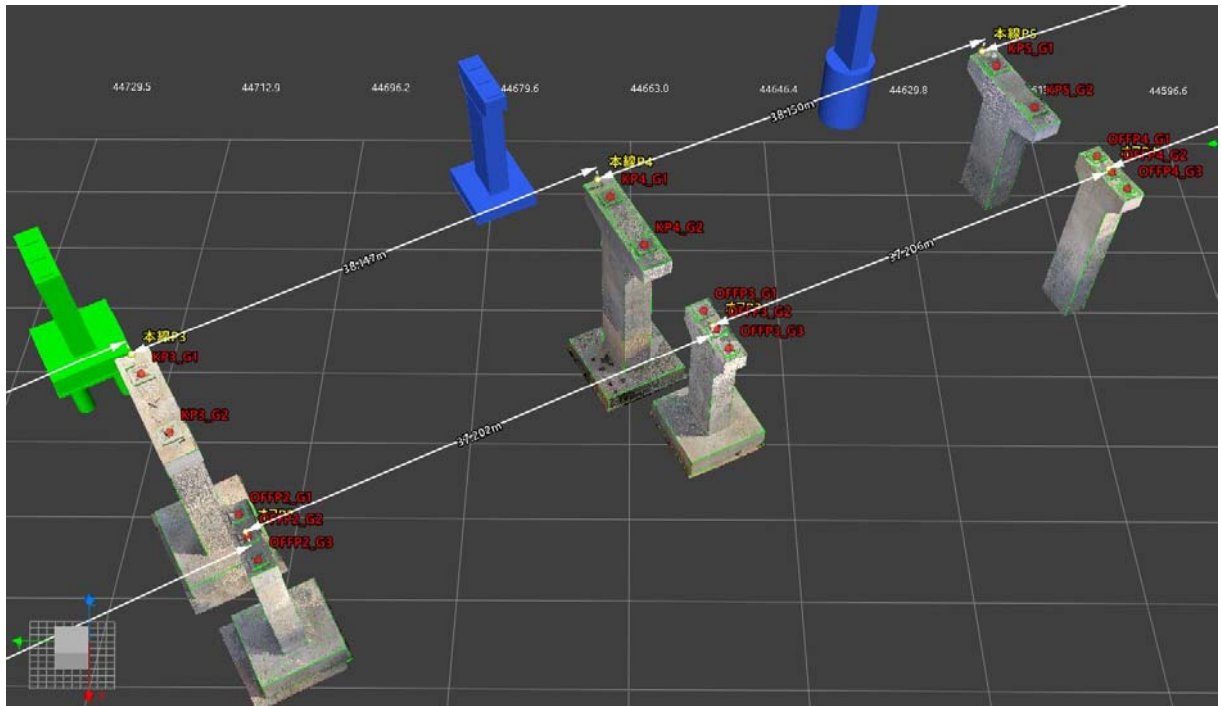 本線P5
KP5_G1
44729.5
44712.9
44696.2
44679.6
44663.0
44646.4
44629.8
44596.6
KP5_G2
38.150m
OFFP4_G1
OFFP4_G2
OFFP4_G3
本線P4
KP4_G1
KP4_G2
38.147m
37.206m
OFFP3_G1
OFFP3_G2
OFFP3_G3
本線P3
KP3_G1
KP3_G2
37.202m
OFFP2_G1
OFFP2_G2
OFFP2_G3